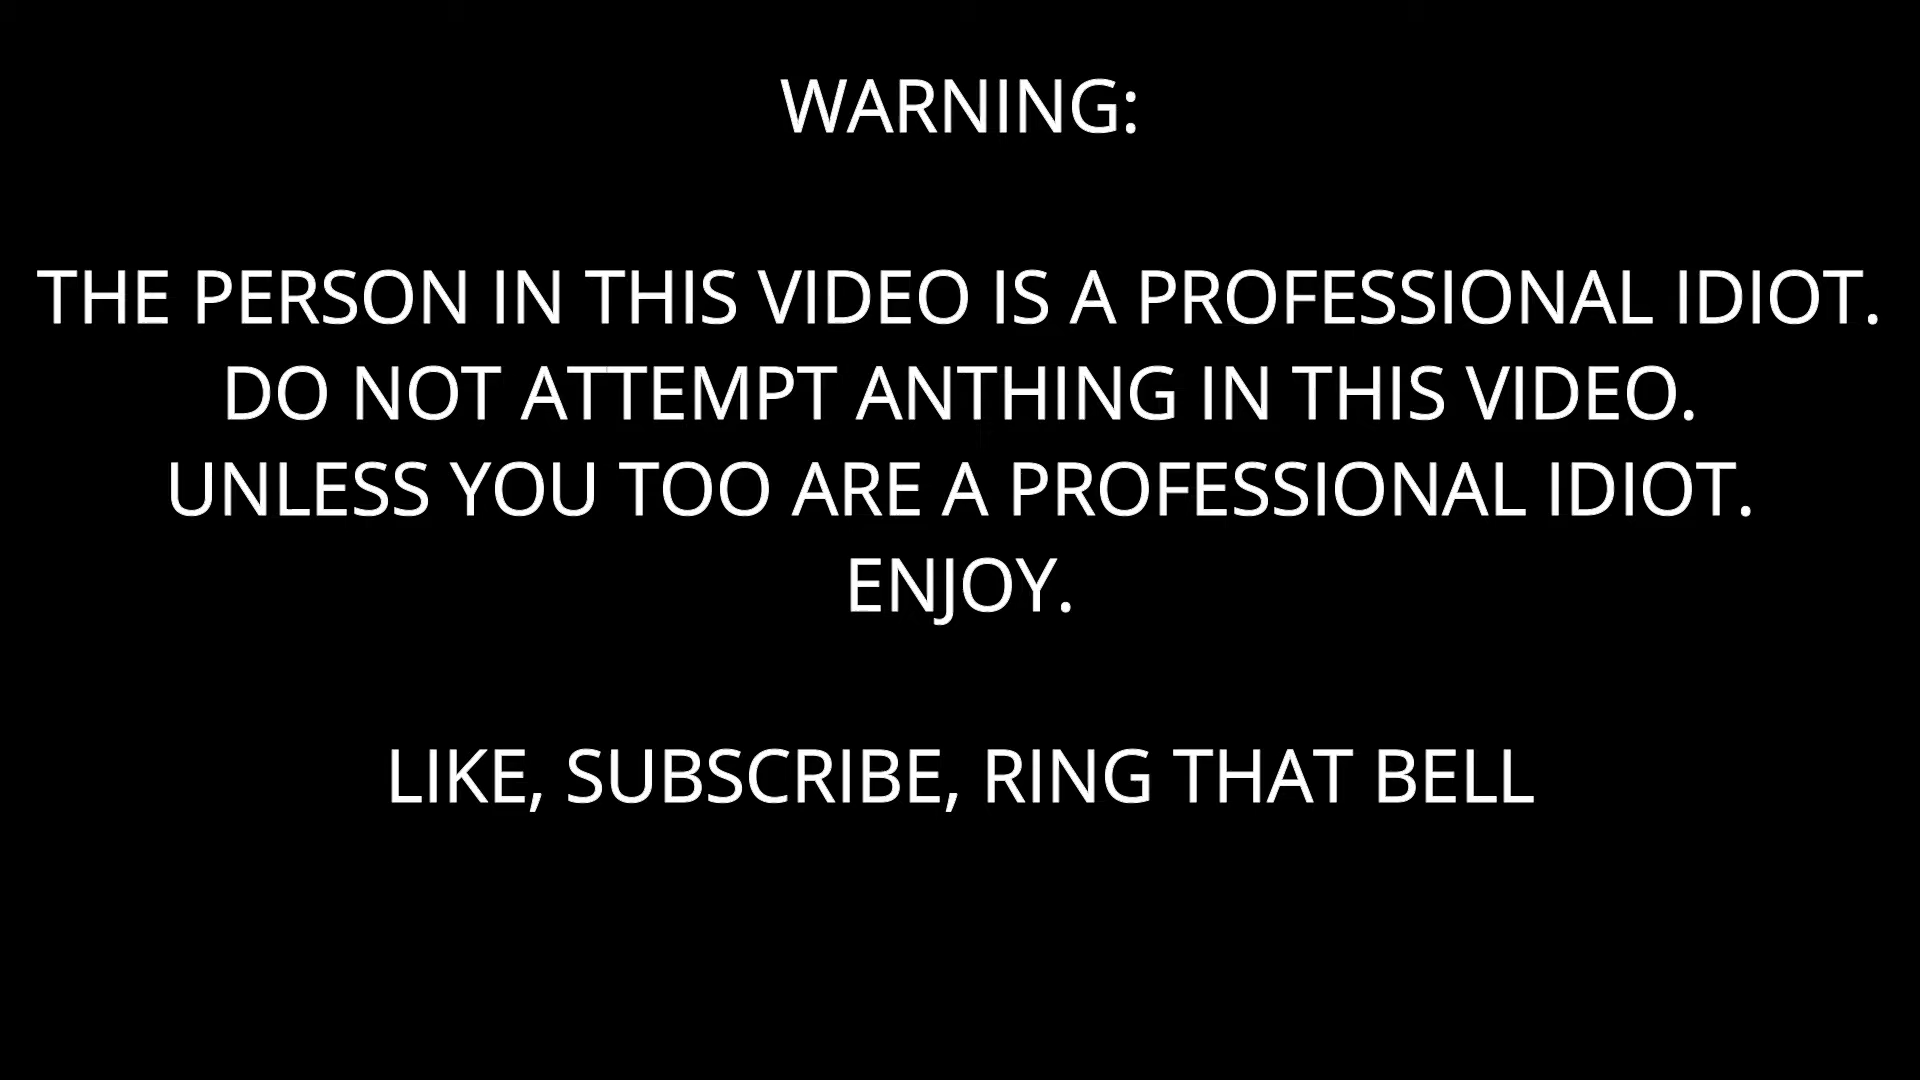 WARNING:
THE PERSON IN THIS VIDEO IS A PROFESSIONAL IDIOT.
DO NOT ATTEMPT ANTHING IN THIS VIDEO.
UNLESS YOU TOO ARE A PROFESSIONAL IDIOT.
ENJOY.
LIKE, SUBSCRIBE, RING THAT BELL